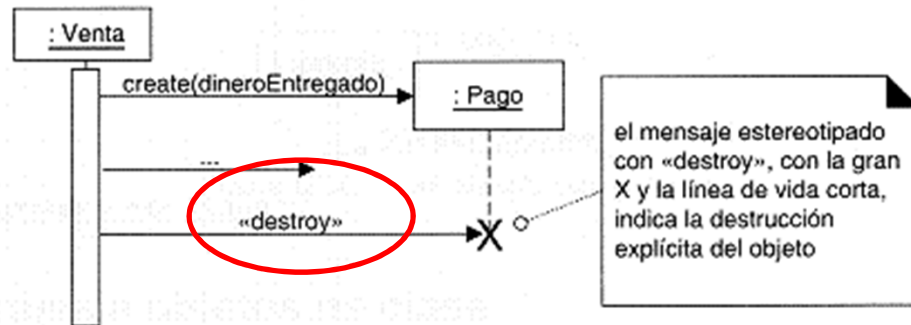 : Venta
create(dineroEntregado)
: Pago
...
«destroy»
X
el mensaje estereotipado
con «destroy», con la gran
X y la línea de vida corta,
indica la destrucción
explícita del objeto